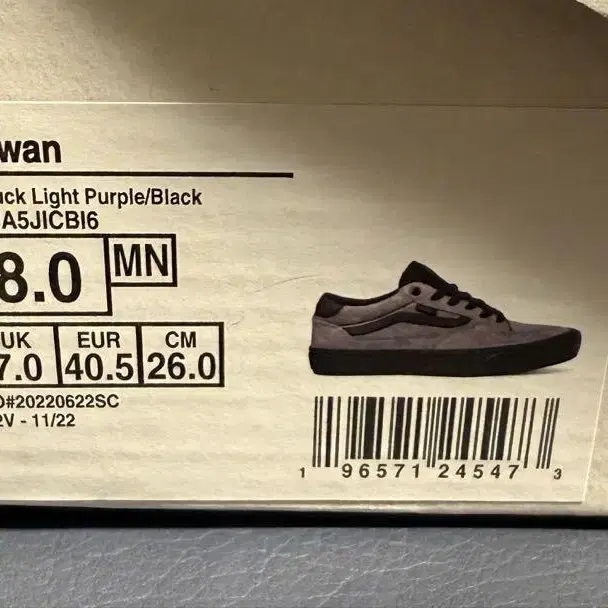 wan
uck Light Purple/Black
A5JICBI6
8.0 MN
UK EUR CM
7.0 40.5 26.0
O#20220622SC
2V - 11/22
1 96571 24547 3